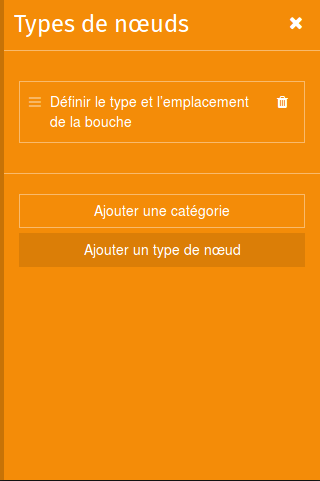 Types de nœuds
Définir le type et l'emplacement
de la bouche
Ajouter une catégorie
Ajouter un type de nœud